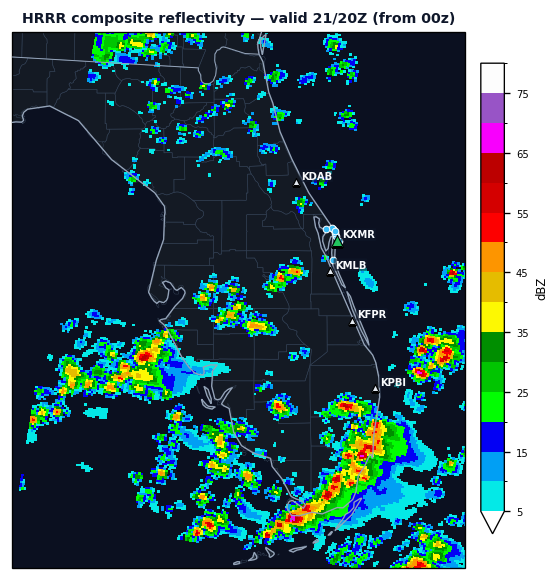 HRRR composite reflectivity — valid 21/20Z (from 00z)
KDAB
KXMR
KMLB
KFPR
KPBI
75
65
55
45
35
25
15
5
dBZ